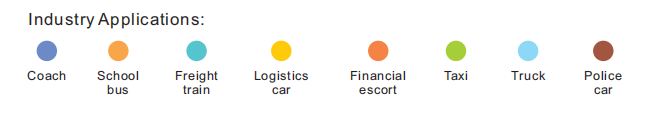 Industry Applications:
Coach
School
bus
Freight
train
Logistics
car
Financial
escort
Taxi
Truck
Police
car